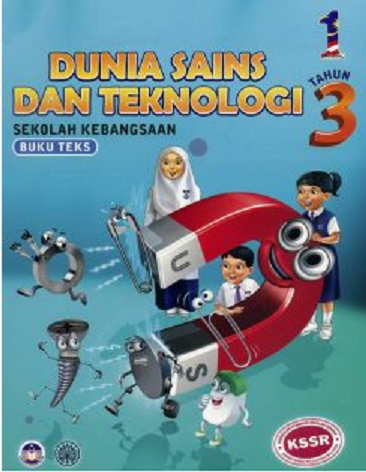 1
DUNIA SAINS
DAN TEKNOLOGI
TAHUN
3
SEKOLAH KEBANGSAAN
BUKU TEKS
U
S
KSSR